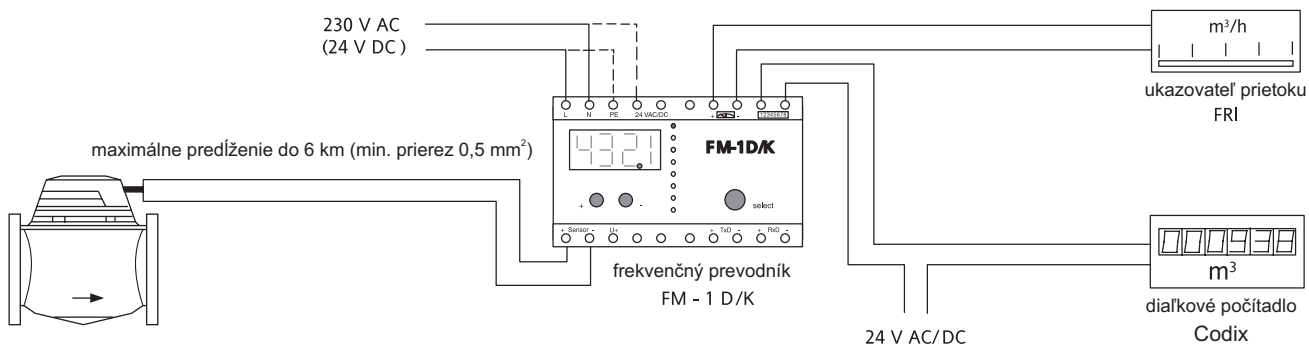 230 V AC
(24 V DC )
m³/h
ukazovateľ prietoku
FRI
L N PE 24 VAC/DC + - 12345678
4321.
FM-1D/K
+ - select
+ Sensor - U+ + TxD - + RxD -
maximálne predĺženie do 6 km (min. prierez 0,5 mm²)
frekvenčný prevodník
FM - 1 D/K
000938
m³
diaľkové počítadlo
Codix
24 V AC/DC